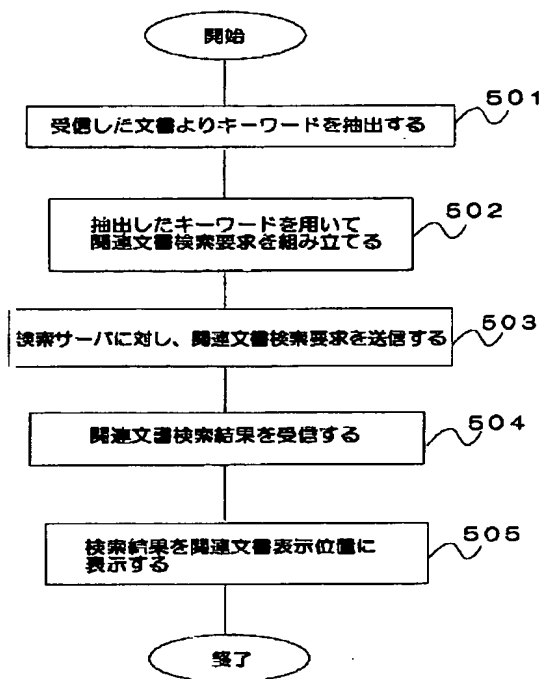 開始
501
受信した文書よりキーワードを抽出する
502
抽出したキーワードを用いて
関連文書検索要求を組み立てる
503
検索サーバに対し、関連文書検索要求を送信する
504
関連文書検索結果を受信する
505
検索結果を関連文書表示位置に
表示する
終了